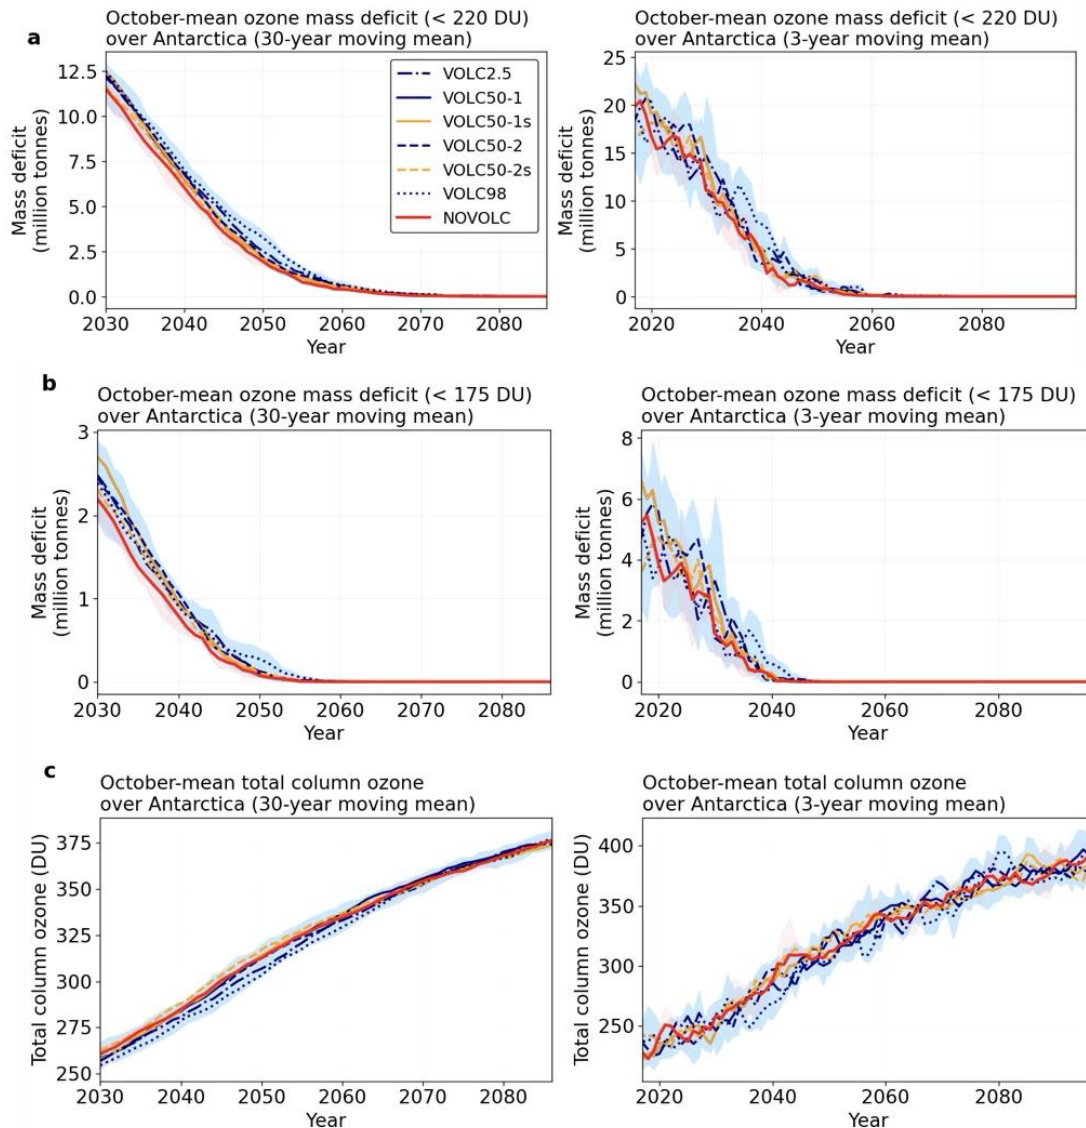 a
October-mean ozone mass deficit (< 220 DU)
over Antarctica (30-year moving mean)
12.5
10.0
7.5
5.0
2.5
0.0
Mass deficit
(million tonnes)
VOLC2.5
VOLC50-1
VOLC50-1s
VOLC50-2
VOLC50-2s
VOLC98
NOVOLC
2030
2040
2050
2060
2070
2080
Year
October-mean ozone mass deficit (< 220 DU)
over Antarctica (3-year moving mean)
25
20
15
10
5
0
Mass deficit
(million tonnes)
2020
2040
2060
2080
Year
b
October-mean ozone mass deficit (< 175 DU)
over Antarctica (30-year moving mean)
3
2
1
0
Mass deficit
(million tonnes)
2030
2040
2050
2060
2070
2080
Year
October-mean ozone mass deficit (< 175 DU)
over Antarctica (3-year moving mean)
8
6
4
2
0
Mass deficit
(million tonnes)
2020
2040
2060
2080
Year
c
October-mean total column ozone
over Antarctica (30-year moving mean)
375
350
325
300
275
250
Total column ozone (DU)
2030
2040
2050
2060
2070
2080
Year
October-mean total column ozone
over Antarctica (3-year moving mean)
400
350
300
250
Total column ozone (DU)
2020
2040
2060
2080
Year